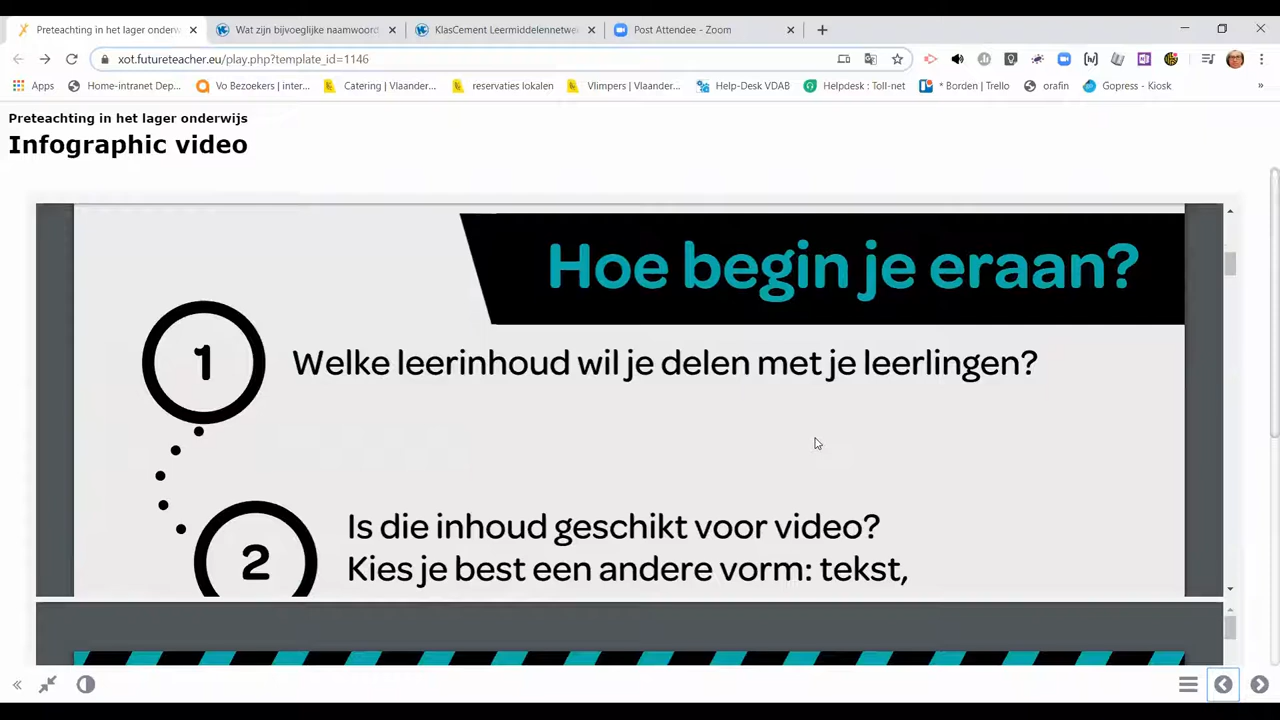 Preteaching in het lager onderw
Wat zijn bijvoeglijke naamwoord
KlasCement Leermiddelennetwe
Post Attendee - Zoom
xot.futureteacher.eu/play.php?template_id=1146
Apps
Home-intranet Dep...
Vo Bezoekers | inter...
Catering | Vlaander...
reservaties lokalen
Vlimpers | Vlaander...
Help-Desk VDAB
Helpdesk : Toll-net
* Borden | Trello
orafin
Gopress - Kiosk
»
Preteachting in het lager onderwijs
Infographic video
Hoe begin je eraan?
1
Welke leerinhoud wil je delen met je leerlingen?
2
Is die inhoud geschikt voor video?
Kies je best een andere vorm: tekst,